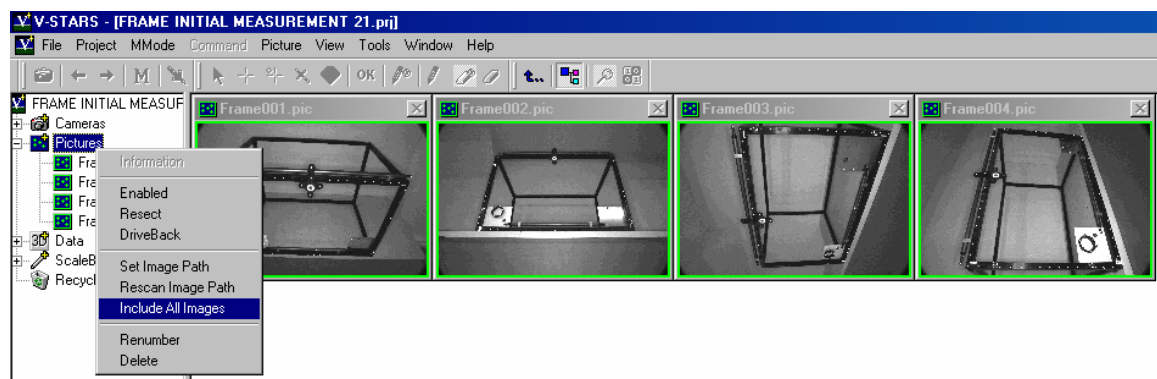 V-STARS - [FRAME INITIAL MEASUREMENT 21.prj]
File Project MMode Command Picture View Tools Window Help
M OK
FRAME INITIAL MEASUF
Frame001.pic Frame002.pic Frame003.pic Frame004.pic
Cameras
Pictures
Information
Fra
Enabled
Fra
Resect
Fra
DriveBack
Fra
3D Data
Set Image Path
ScaleB
Rescan Image Path
Recycl
Include All Images
Renumber
Delete